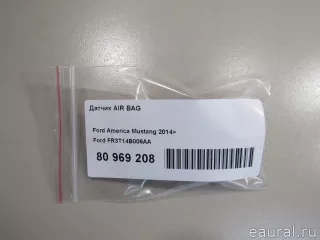 Датчик AIR BAG
Ford America Mustang 2014>
Ford FR3T14B006AA
80 969 208
eaural.ru